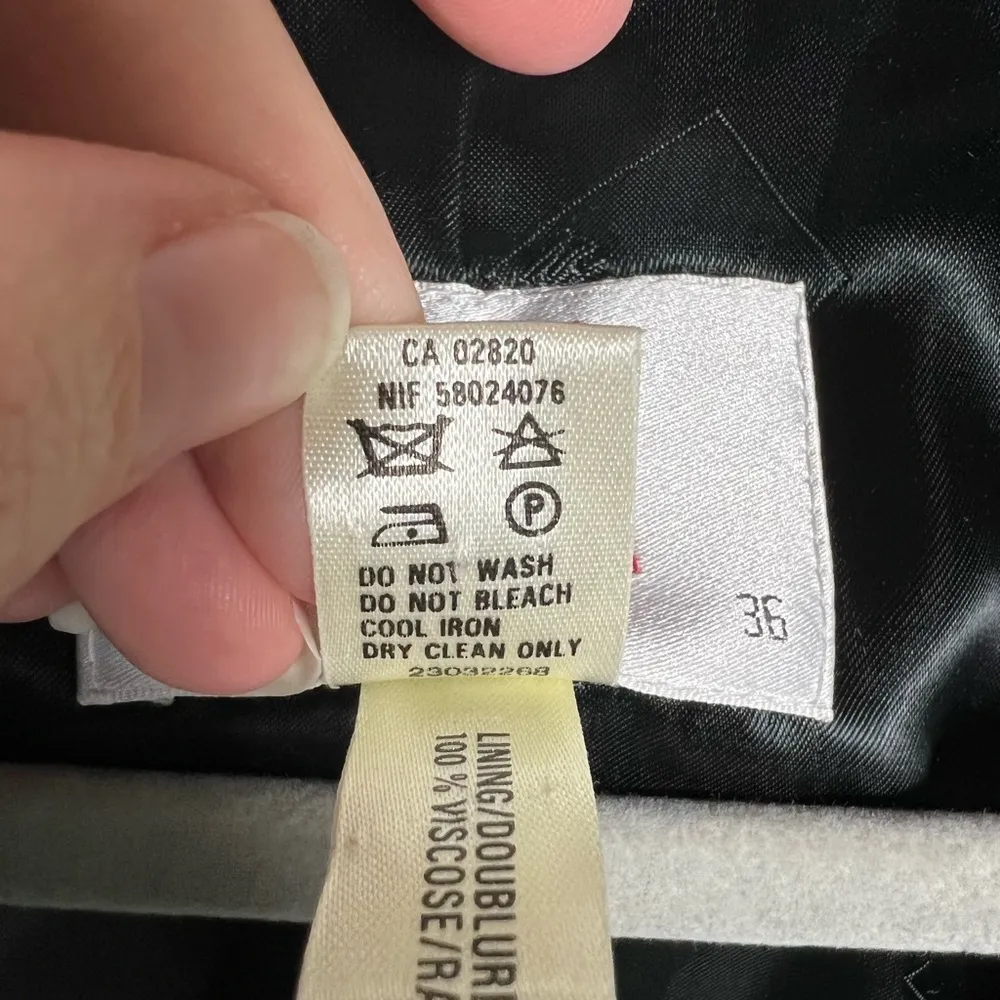 CA 02820
NIF 58024076
P
DO NOT WASH
DO NOT BLEACH
COOL IRON
DRY CLEAN ONLY
23032268
36
LINING/DOUBLUR
100 % VISCOSE/RA